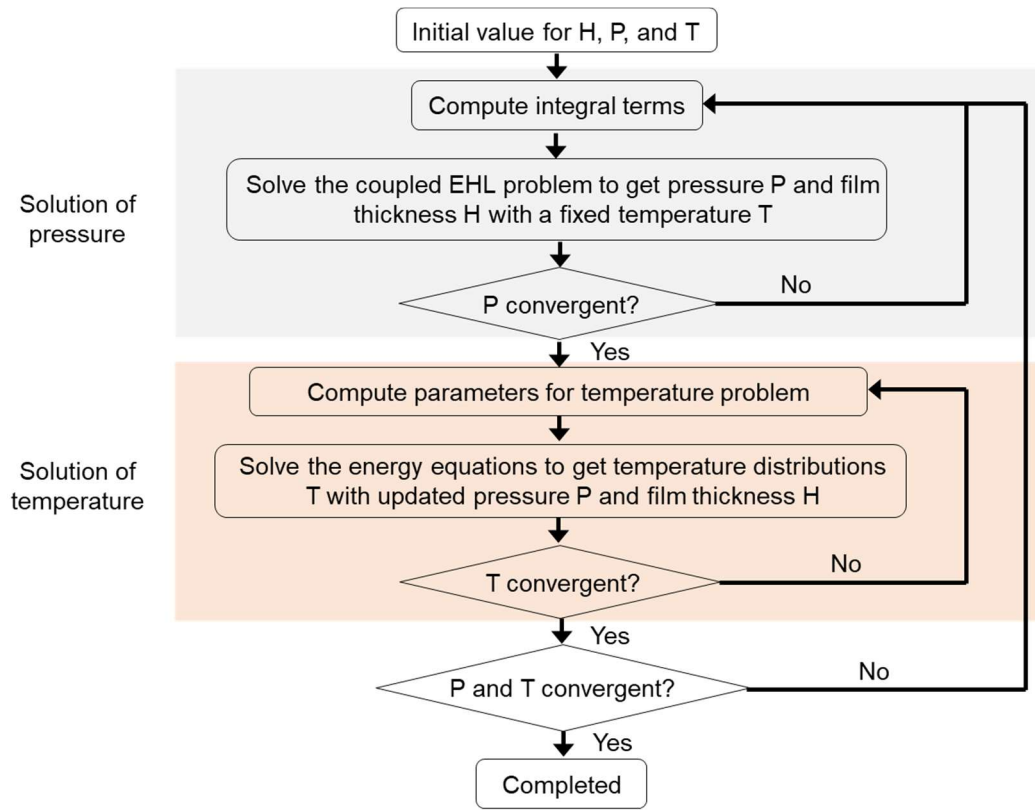 Initial value for H, P, and T
Compute integral terms
Solution of
pressure
Solve the coupled EHL problem to get pressure P and film
thickness H with a fixed temperature T
P convergent?
No
Yes
Compute parameters for temperature problem
Solution of
temperature
Solve the energy equations to get temperature distributions
T with updated pressure P and film thickness H
T convergent?
No
Yes
P and T convergent?
No
Yes
Completed